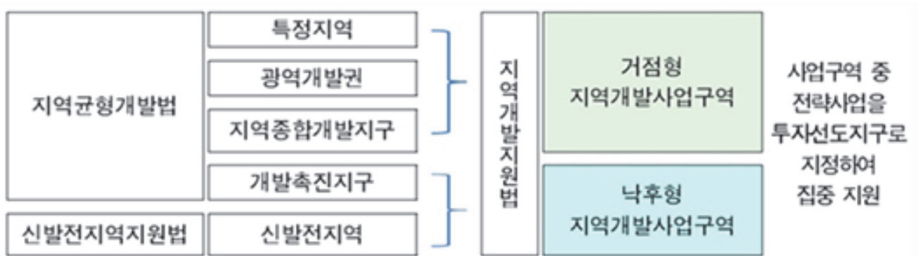 지역균형개발법
특정지역
광역개발권
지역종합개발지구
개발촉진지구
신발전지역지원법
신발전지역
지역개발지원법
거점형
지역개발사업구역
낙후형
지역개발사업구역
사업구역 중
전략사업을
투자선도지구로
지정하여
집중 지원